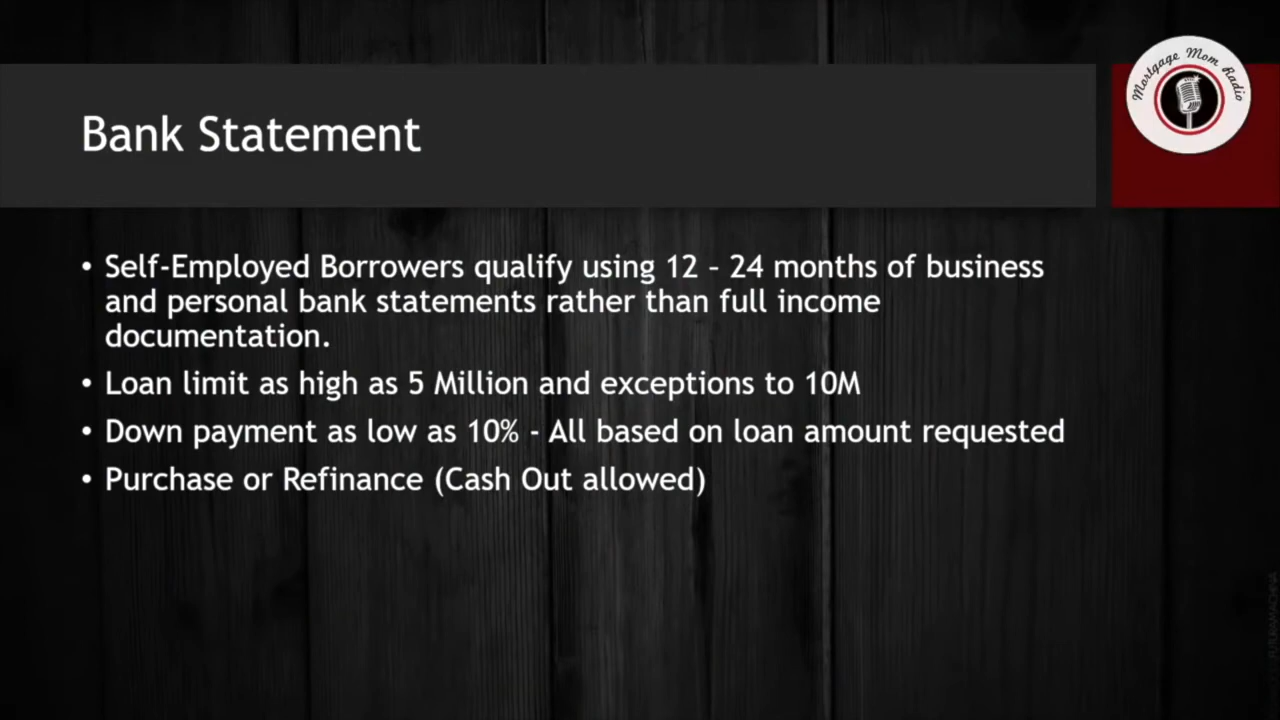 Mortgage Mom Radio
Bank Statement
• Self-Employed Borrowers qualify using 12 – 24 months of business
and personal bank statements rather than full income
documentation.
• Loan limit as high as 5 Million and exceptions to 10M
• Down payment as low as 10% - All based on loan amount requested
• Purchase or Refinance (Cash Out allowed)